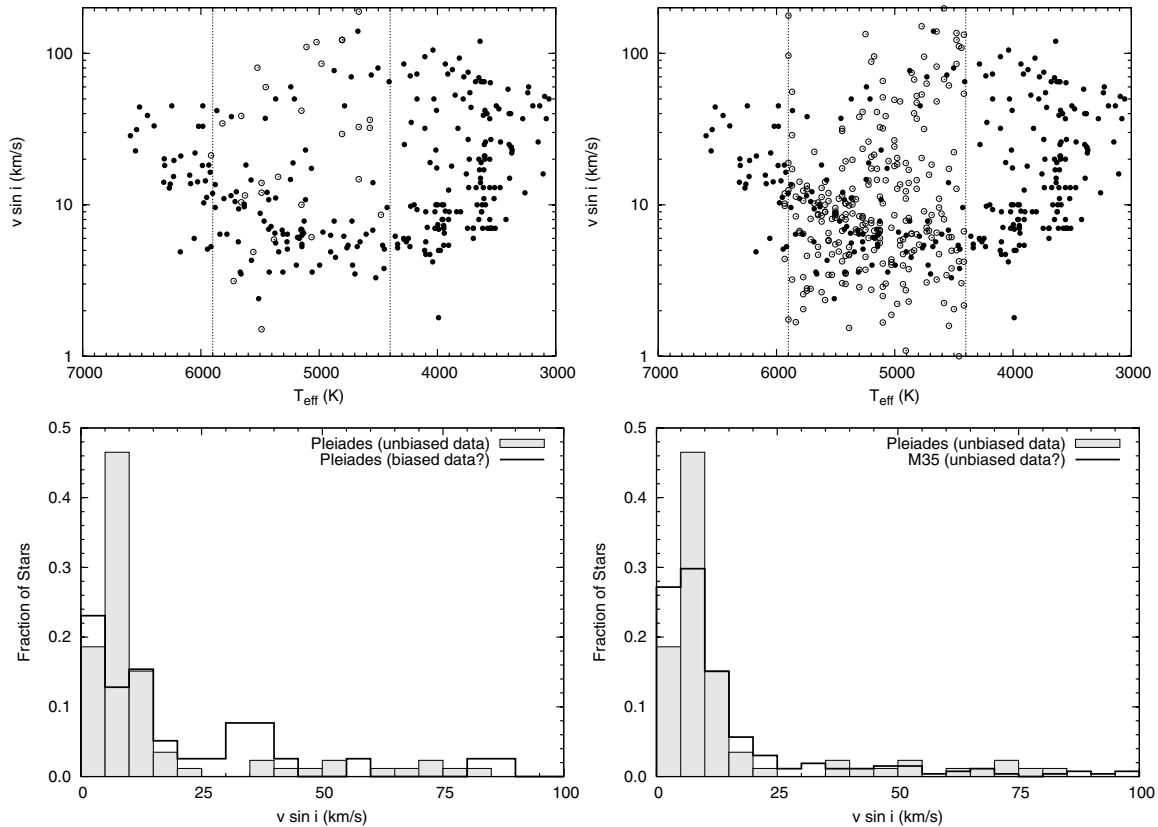 100
10
1
v sin i (km/s)
7000 6000 5000 4000 3000
T_eff (K)
100
10
1
v sin i (km/s)
7000 6000 5000 4000 3000
T_eff (K)
0.5
0.4
0.3
0.2
0.1
0.0
Fraction of Stars
Pleiades (unbiased data)
Pleiades (biased data?)
0 25 50 75 100
v sin i (km/s)
0.5
0.4
0.3
0.2
0.1
0.0
Fraction of Stars
Pleiades (unbiased data)
M35 (unbiased data?)
0 25 50 75 100
v sin i (km/s)